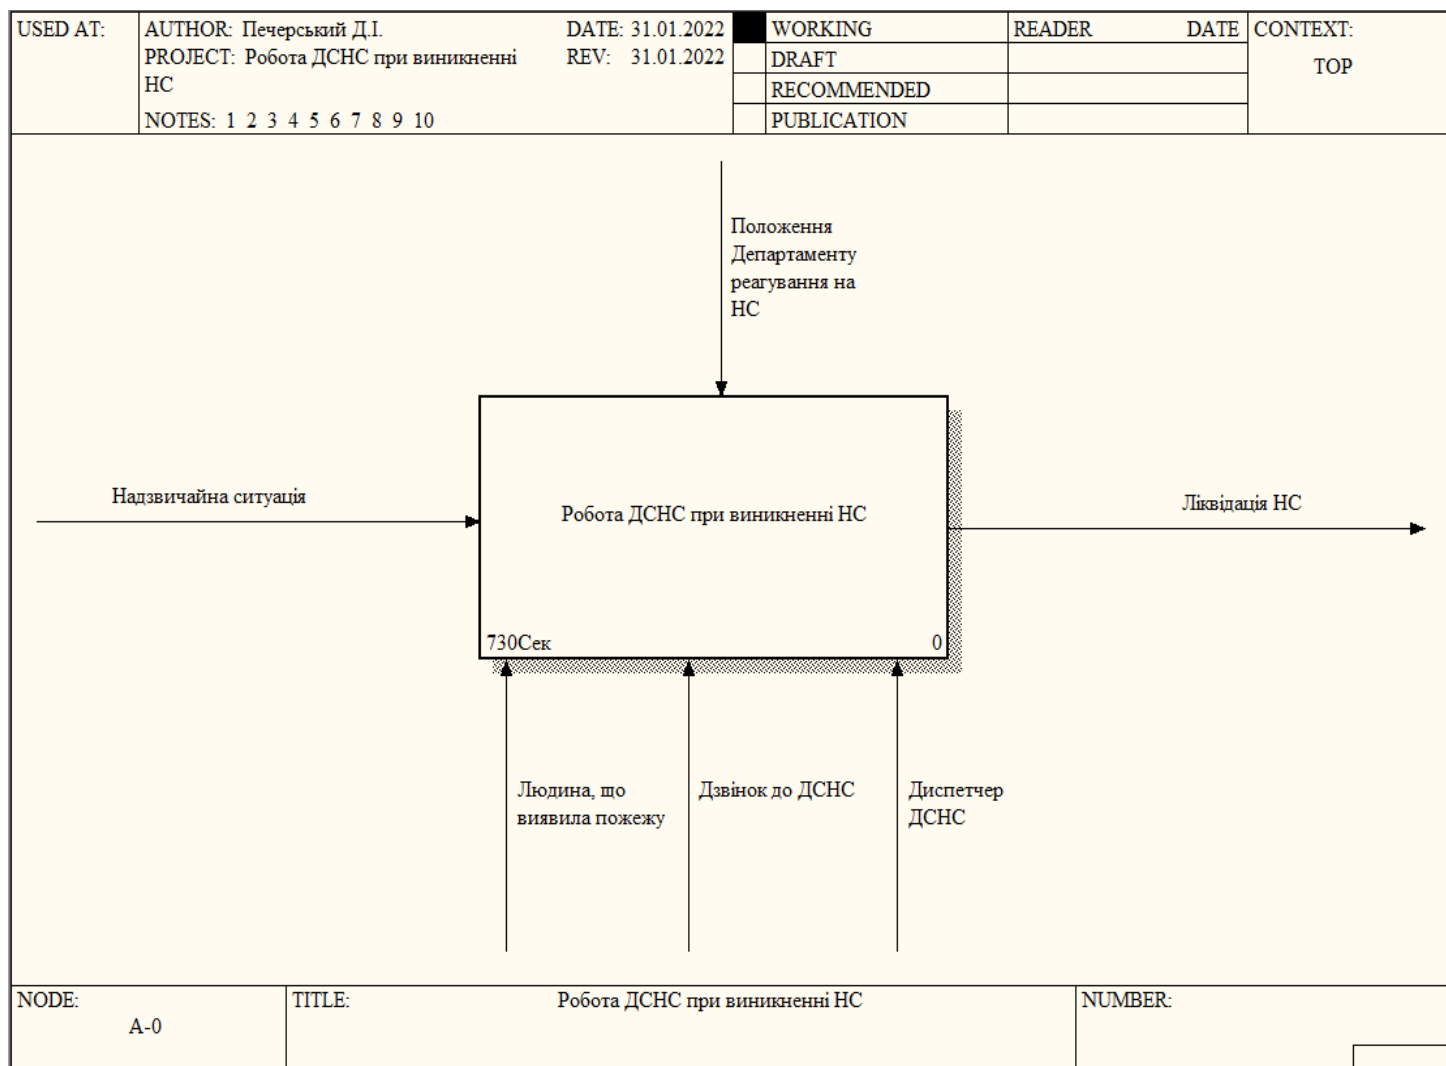 USED AT:
AUTHOR: Печерський Д.І.
DATE: 31.01.2022
PROJECT: Робота ДСНС при виникненні
НС
REV: 31.01.2022
NOTES: 1 2 3 4 5 6 7 8 9 10
WORKING
DRAFT
RECOMMENDED
PUBLICATION
READER DATE
CONTEXT:
TOP
Положення
Департаменту
реагування на
НС
Надзвичайна ситуація
Робота ДСНС при виникненні НС
730Сек
0
Ліквідація НС
Людина, що
виявила пожежу
Дзвінок до ДСНС
Диспетчер
ДСНС
NODE:
A-0
TITLE:
Робота ДСНС при виникненні НС
NUMBER: